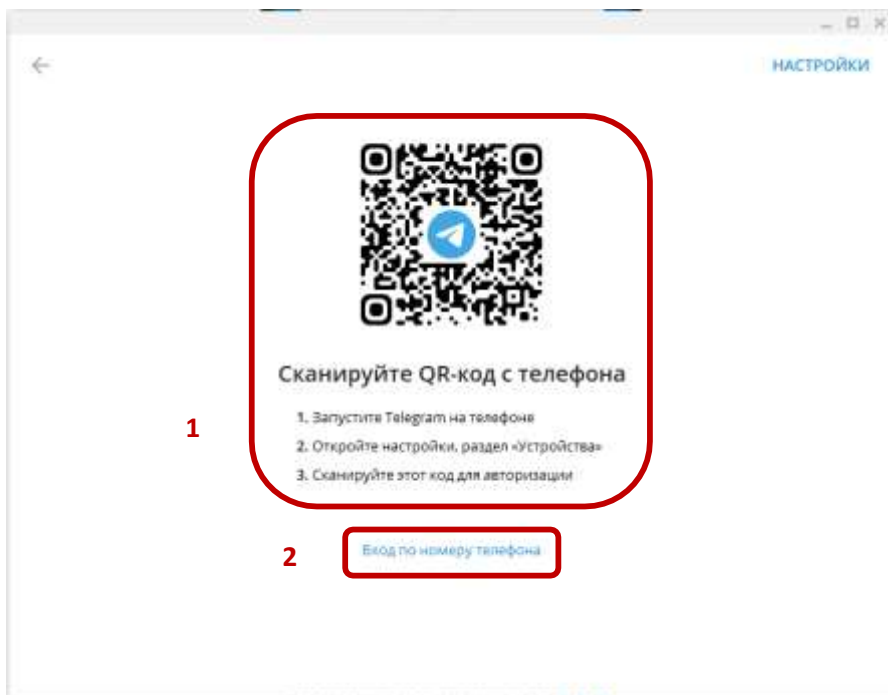 НАСТРОЙКИ
Сканируйте QR-код с телефона
1. Запустите Telegram на телефоне
2. Откройте настройки, раздел «Устройства»
3. Сканируйте этот код для авторизации
1
2
Вход по номеру телефона